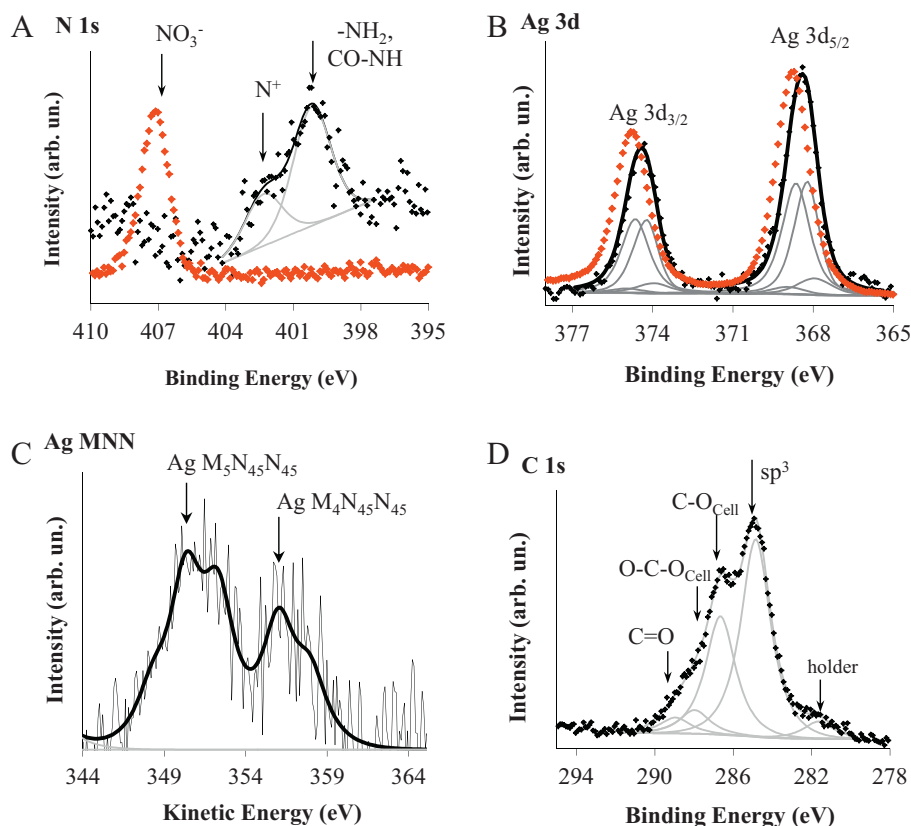 A
N 1s
NO₃⁻
-NH₂,
CO-NH
N⁺
Intensity (arb. un.)
410 407 404 401 398 395
Binding Energy (eV)
B
Ag 3d
Ag 3d₅/₂
Ag 3d₃/₂
Intensity (arb. un.)
377 374 371 368 365
Binding Energy (eV)
C
Ag MNN
Ag M₅N₄₅N₄₅
Ag M₄N₄₅N₄₅
Intensity (arb. un.)
344 349 354 359 364
Kinetic Energy (eV)
D
C 1s
sp³
C-O_Cell
O-C-O_Cell
C=O
holder
Intensity (arb. un.)
294 290 286 282 278
Binding Energy (eV)